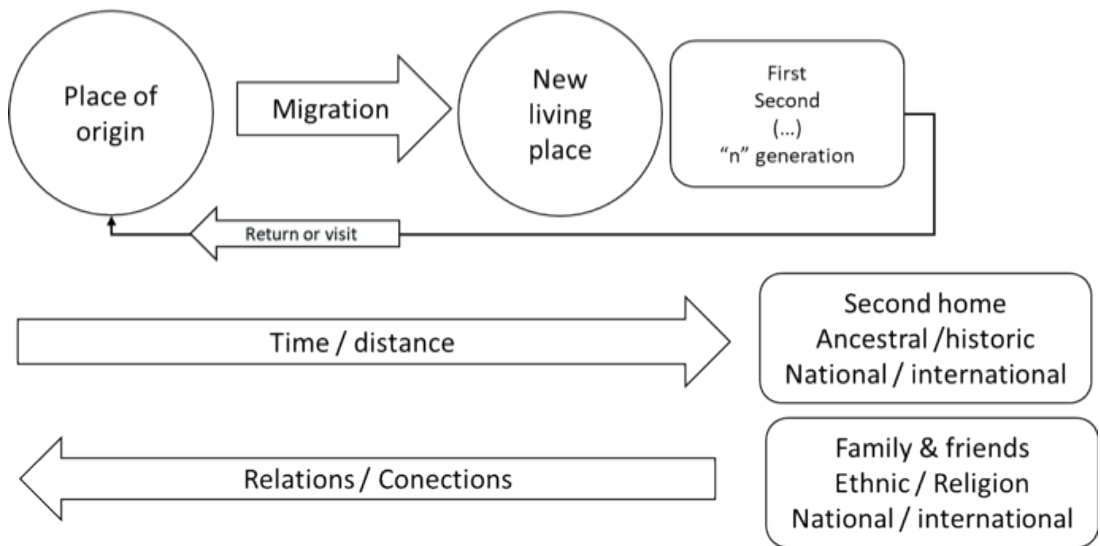 Place of
origin
Migration
New
living
place
First
Second
(...)
“n” generation
Return or visit
Time / distance
Second home
Ancestral /historic
National / international
Relations / Conections
Family & friends
Ethnic / Religion
National / international